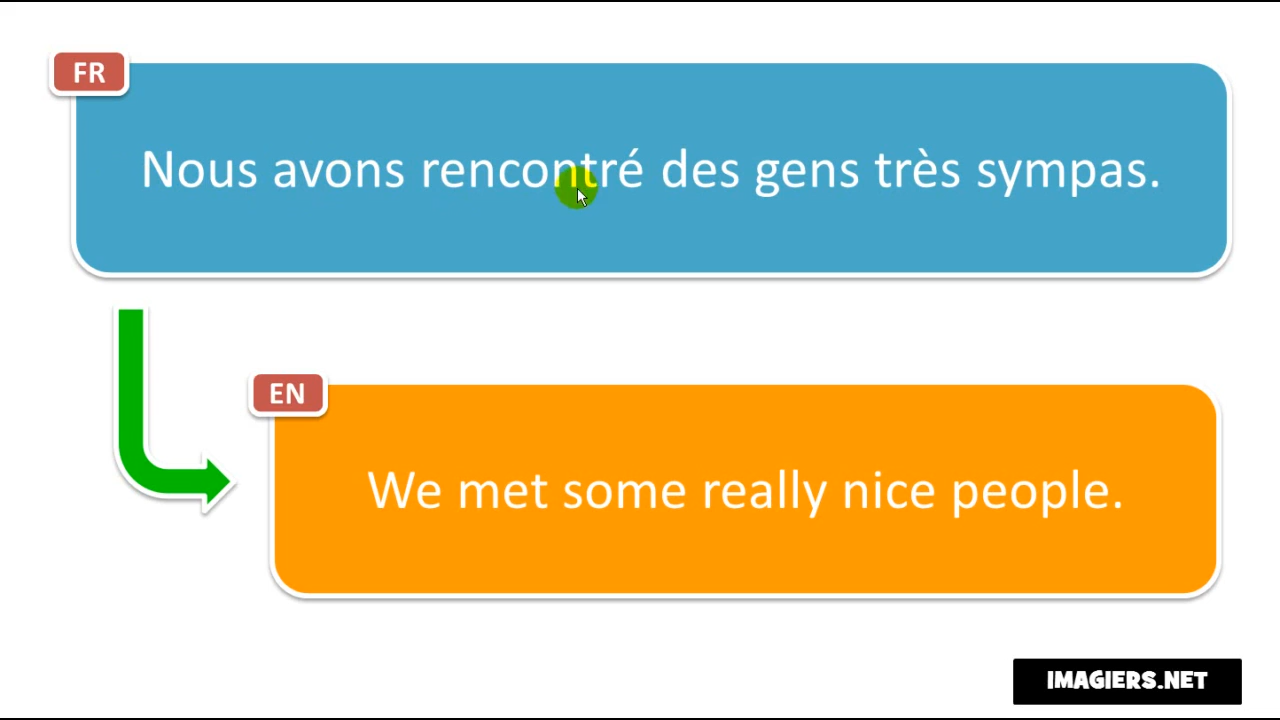 FR
Nous avons rencontré des gens très sympas.
EN
We met some really nice people.
IMAGIERS.NET